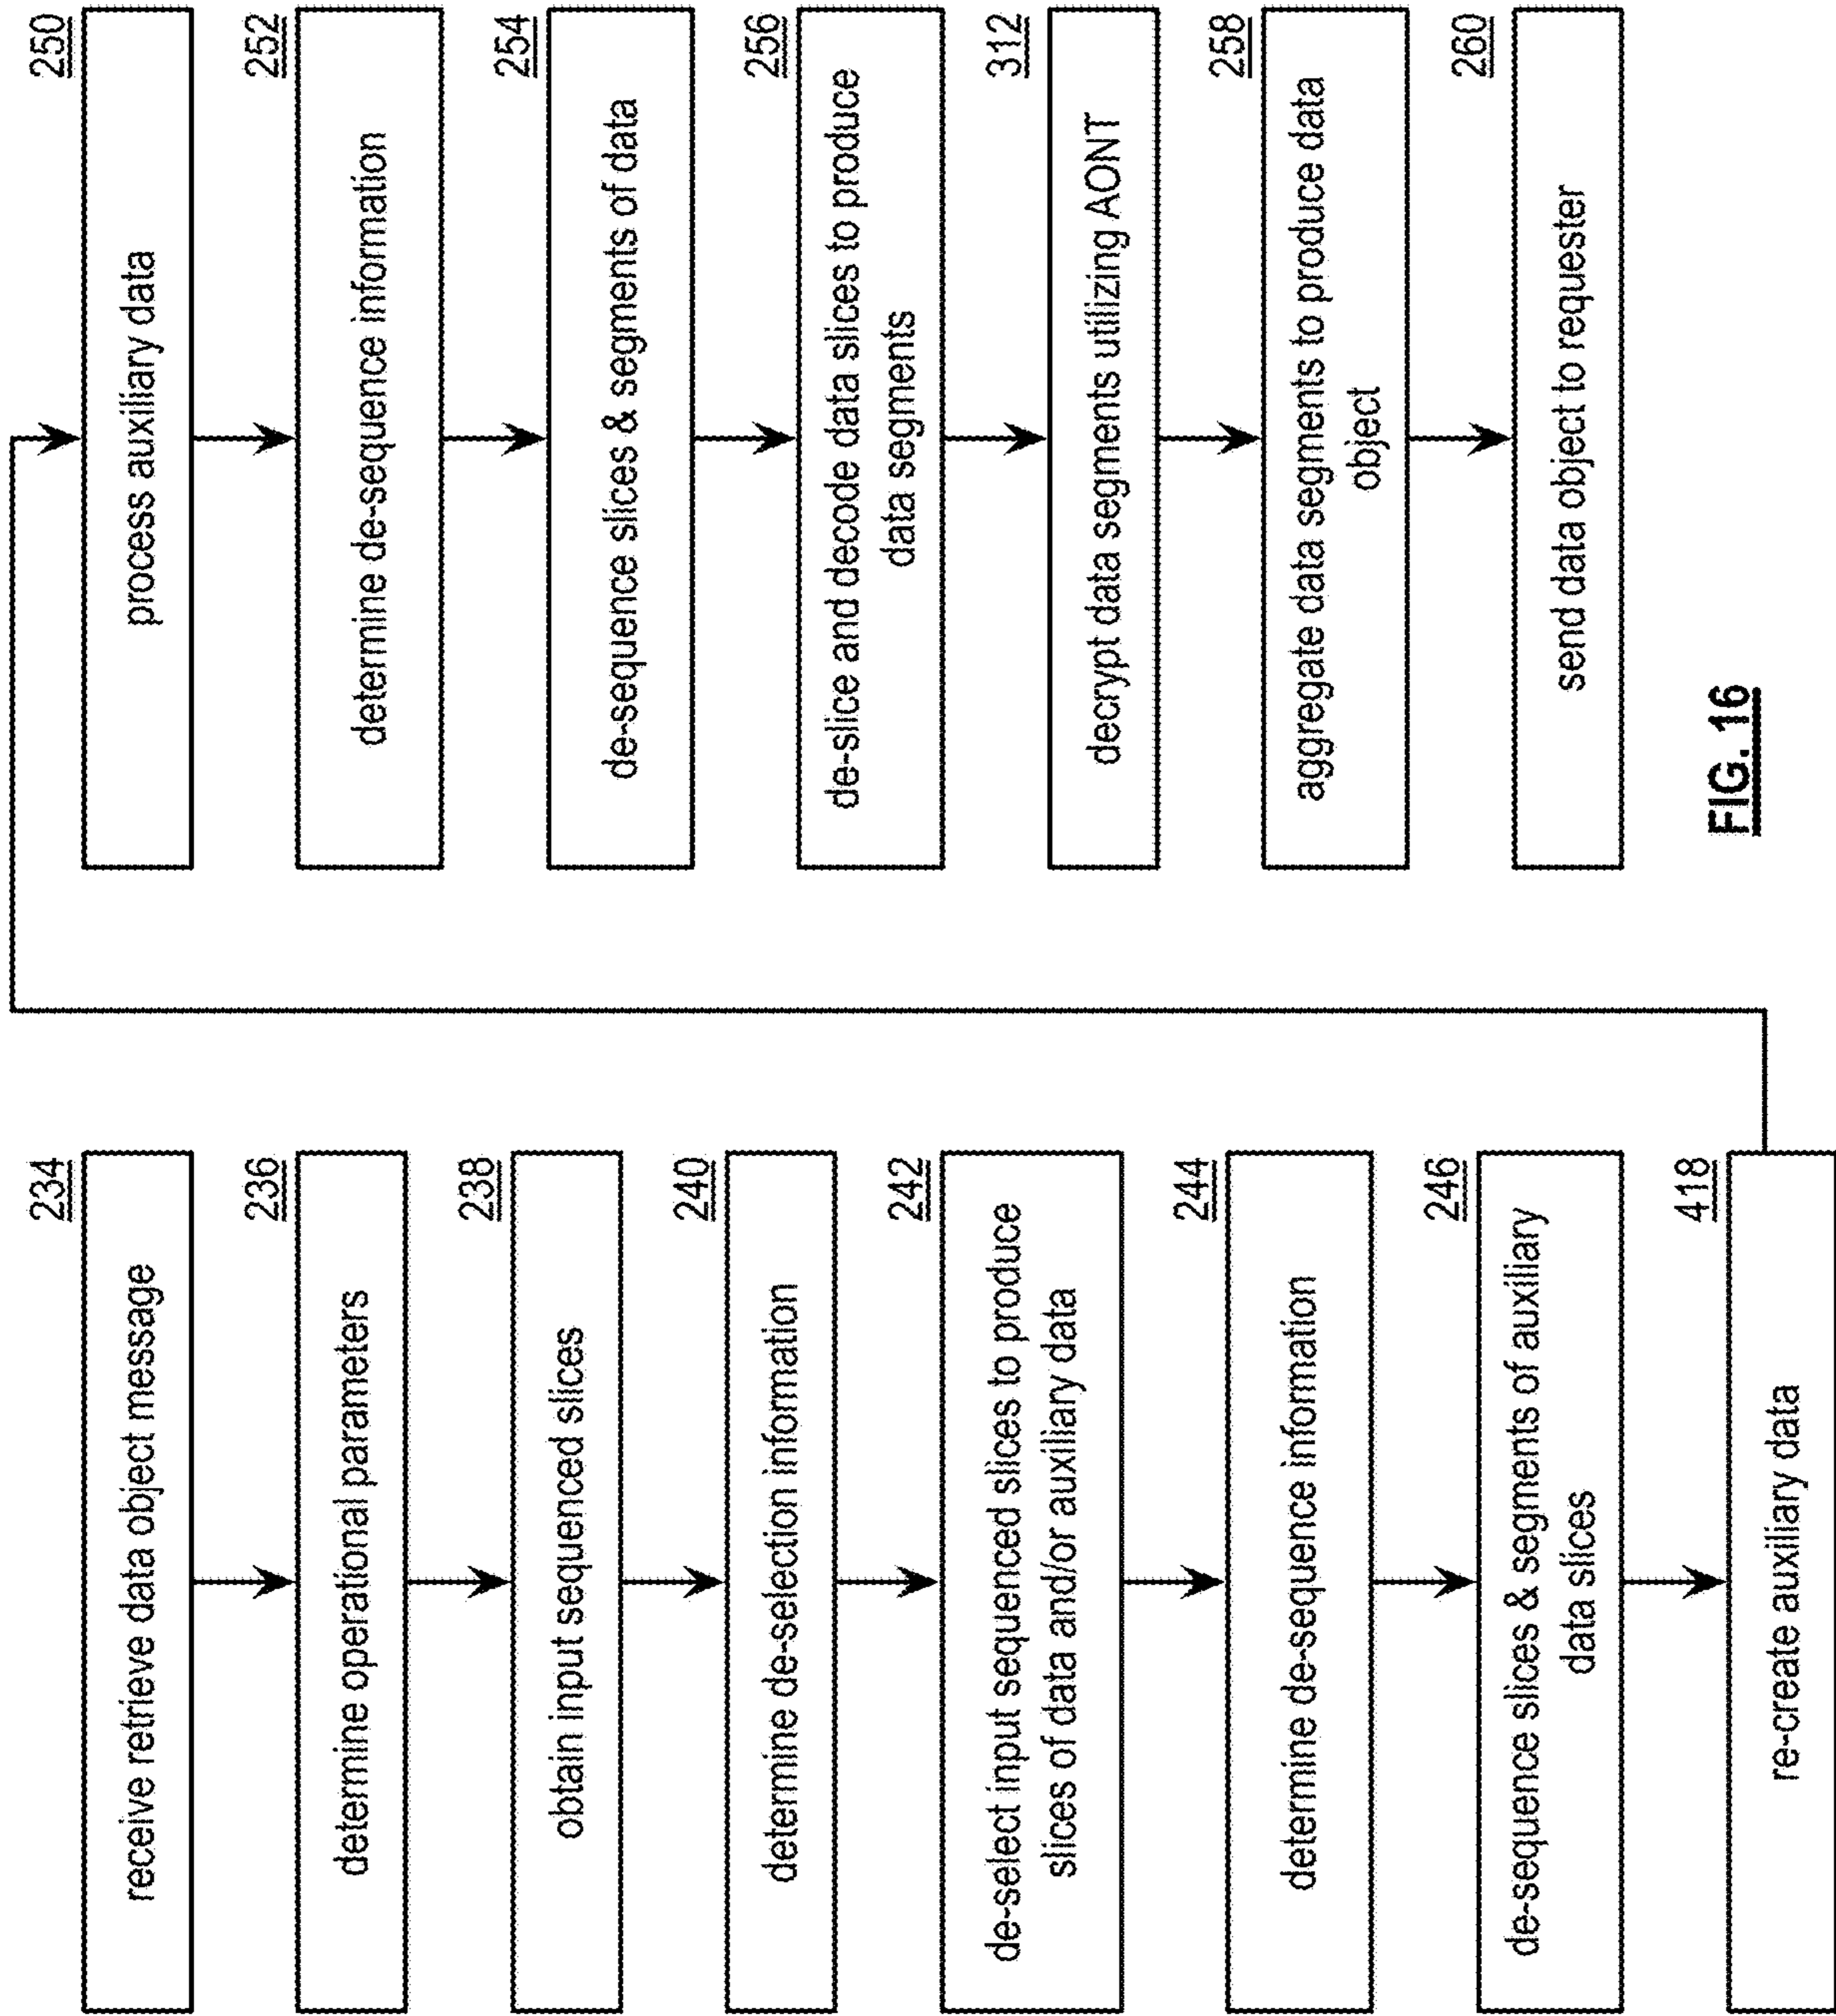 234
receive retrieve data object message
236
determine operational parameters
238
obtain input sequenced slices
240
determine de-selection information
242
de-select input sequenced slices to produce
slices of data and/or auxiliary data
244
determine de-sequence information
246
de-sequence slices & segments of auxiliary
data slices
418
re-create auxiliary data
250
process auxiliary data
252
determine de-sequence information
254
de-sequence slices & segments of data
256
de-slice and decode data slices to produce
data segments
312
decrypt data segments utilizing AONT
258
aggregate data segments to produce data
object
260
send data object to requester
FIG. 16